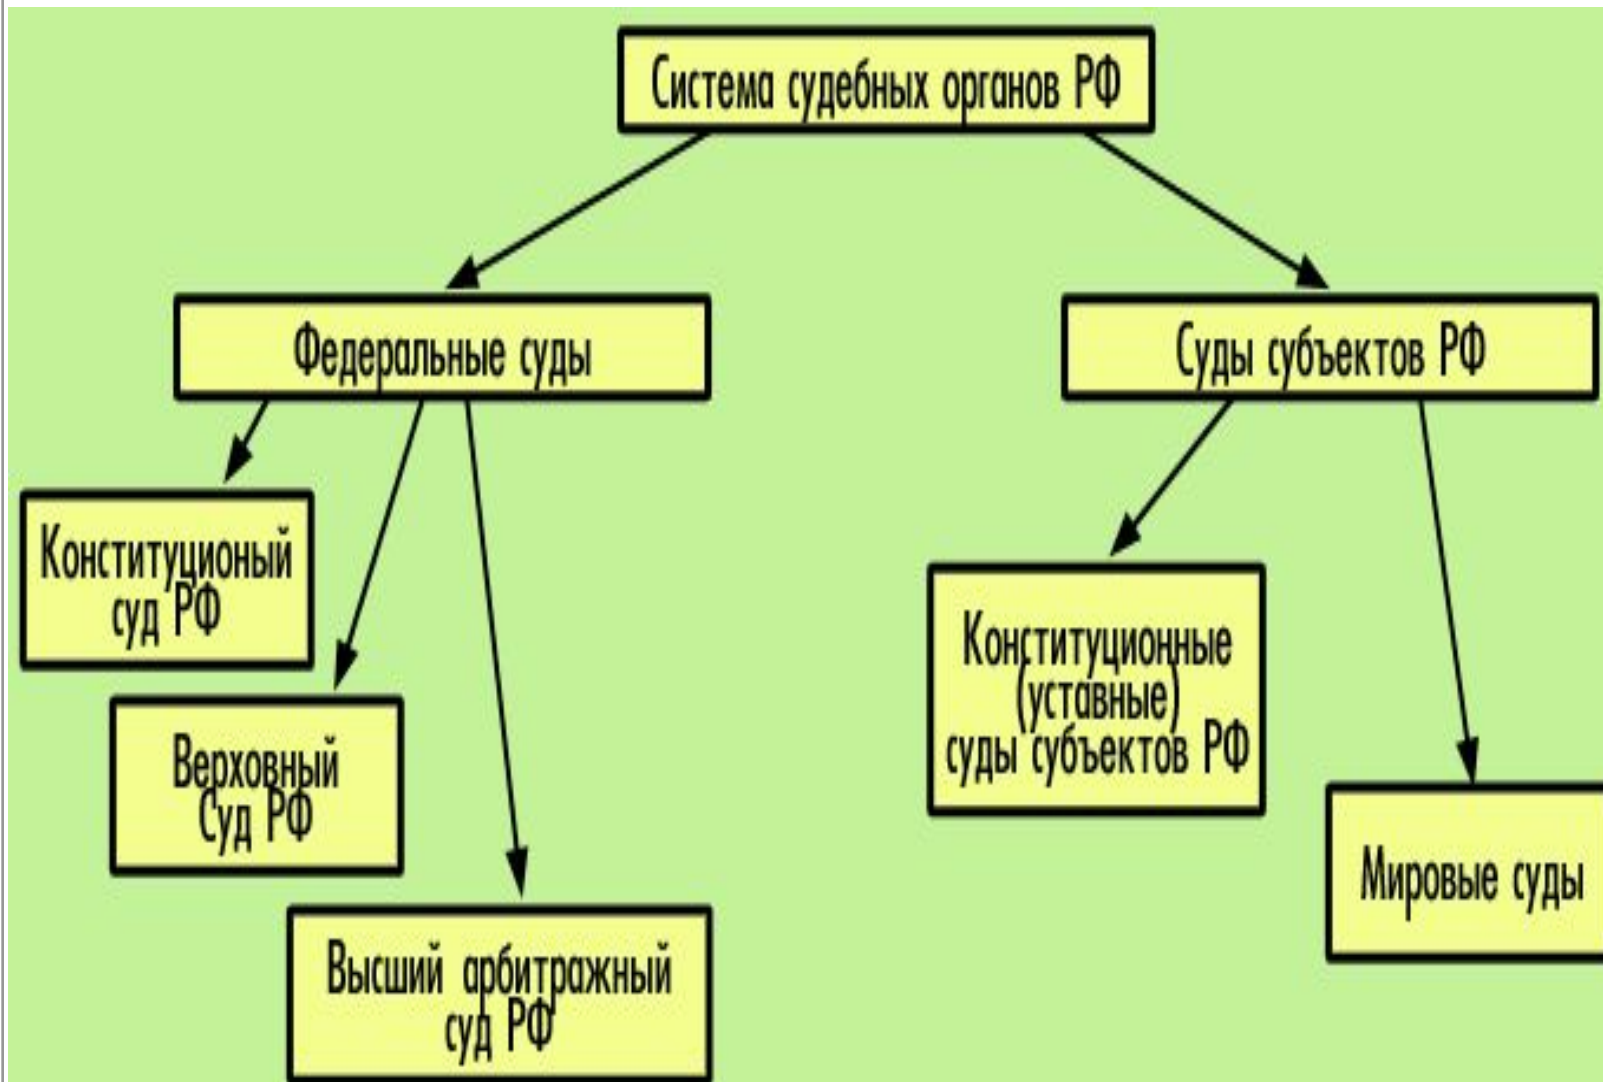 Система судебных органов РФ
Федеральные суды
Суды субъектов РФ
Конституционый
суд РФ
Верховный
Суд РФ
Высший арбитражный
суд РФ
Конституционные
(уставные)
суды субъектов РФ
Мировые суды